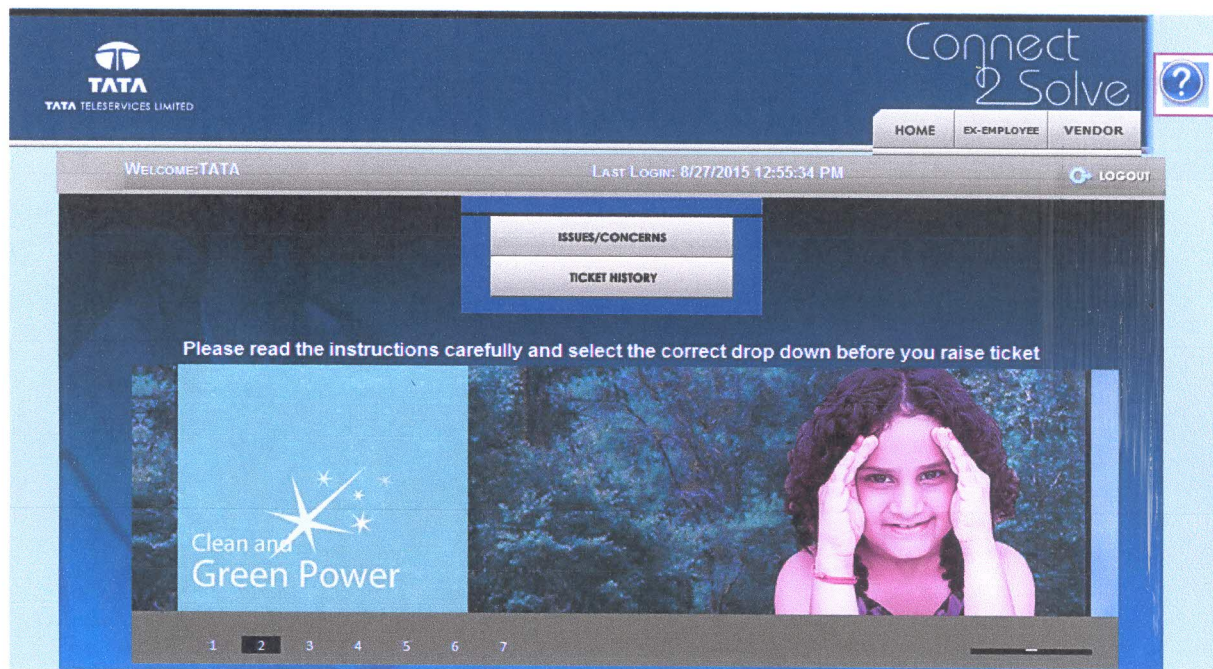 Connect
2 Solve
?
TATA
TATA TELESERVICES LIMITED
HOME
EX-EMPLOYEE
VENDOR
WELCOME:TATA
LAST LOGIN: 8/27/2015 12:55:34 PM
LOGOUT
ISSUES/CONCERNS
TICKET HISTORY
Please read the instructions carefully and select the correct drop down before you raise ticket
Clean and
Green Power
1 2 3 4 5 6 7